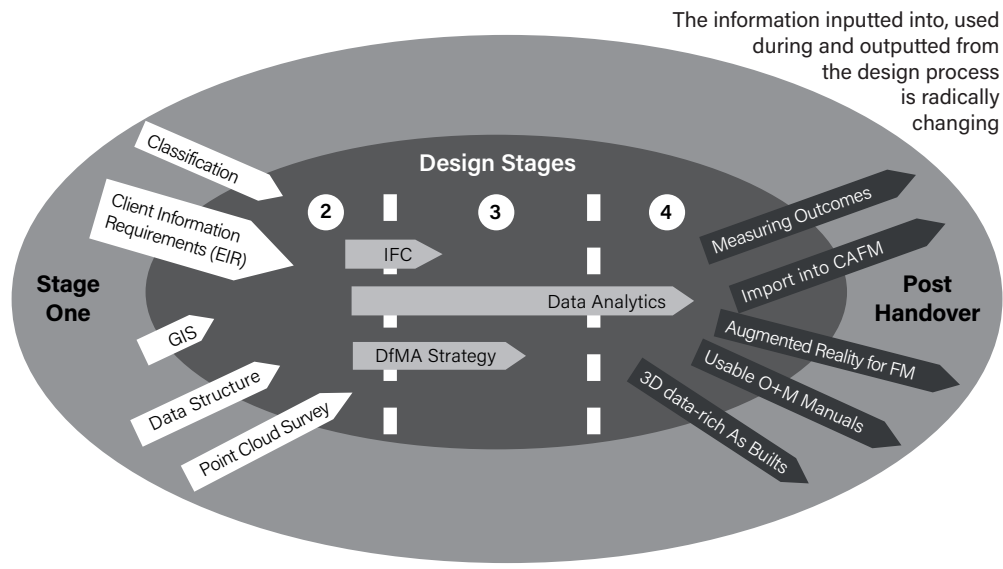 The information inputted into, used
during and outputted from
the design process
is radically
changing
Design Stages
2
3
4
Stage
One
Classification
Client Information
Requirements (EIR)
GIS
Data Structure
Point Cloud Survey
IFC
Data Analytics
DfMA Strategy
Measuring Outcomes
Import into CAFM
Augmented Reality for FM
Usable O+M Manuals
3D data-rich As Builts
Post
Handover